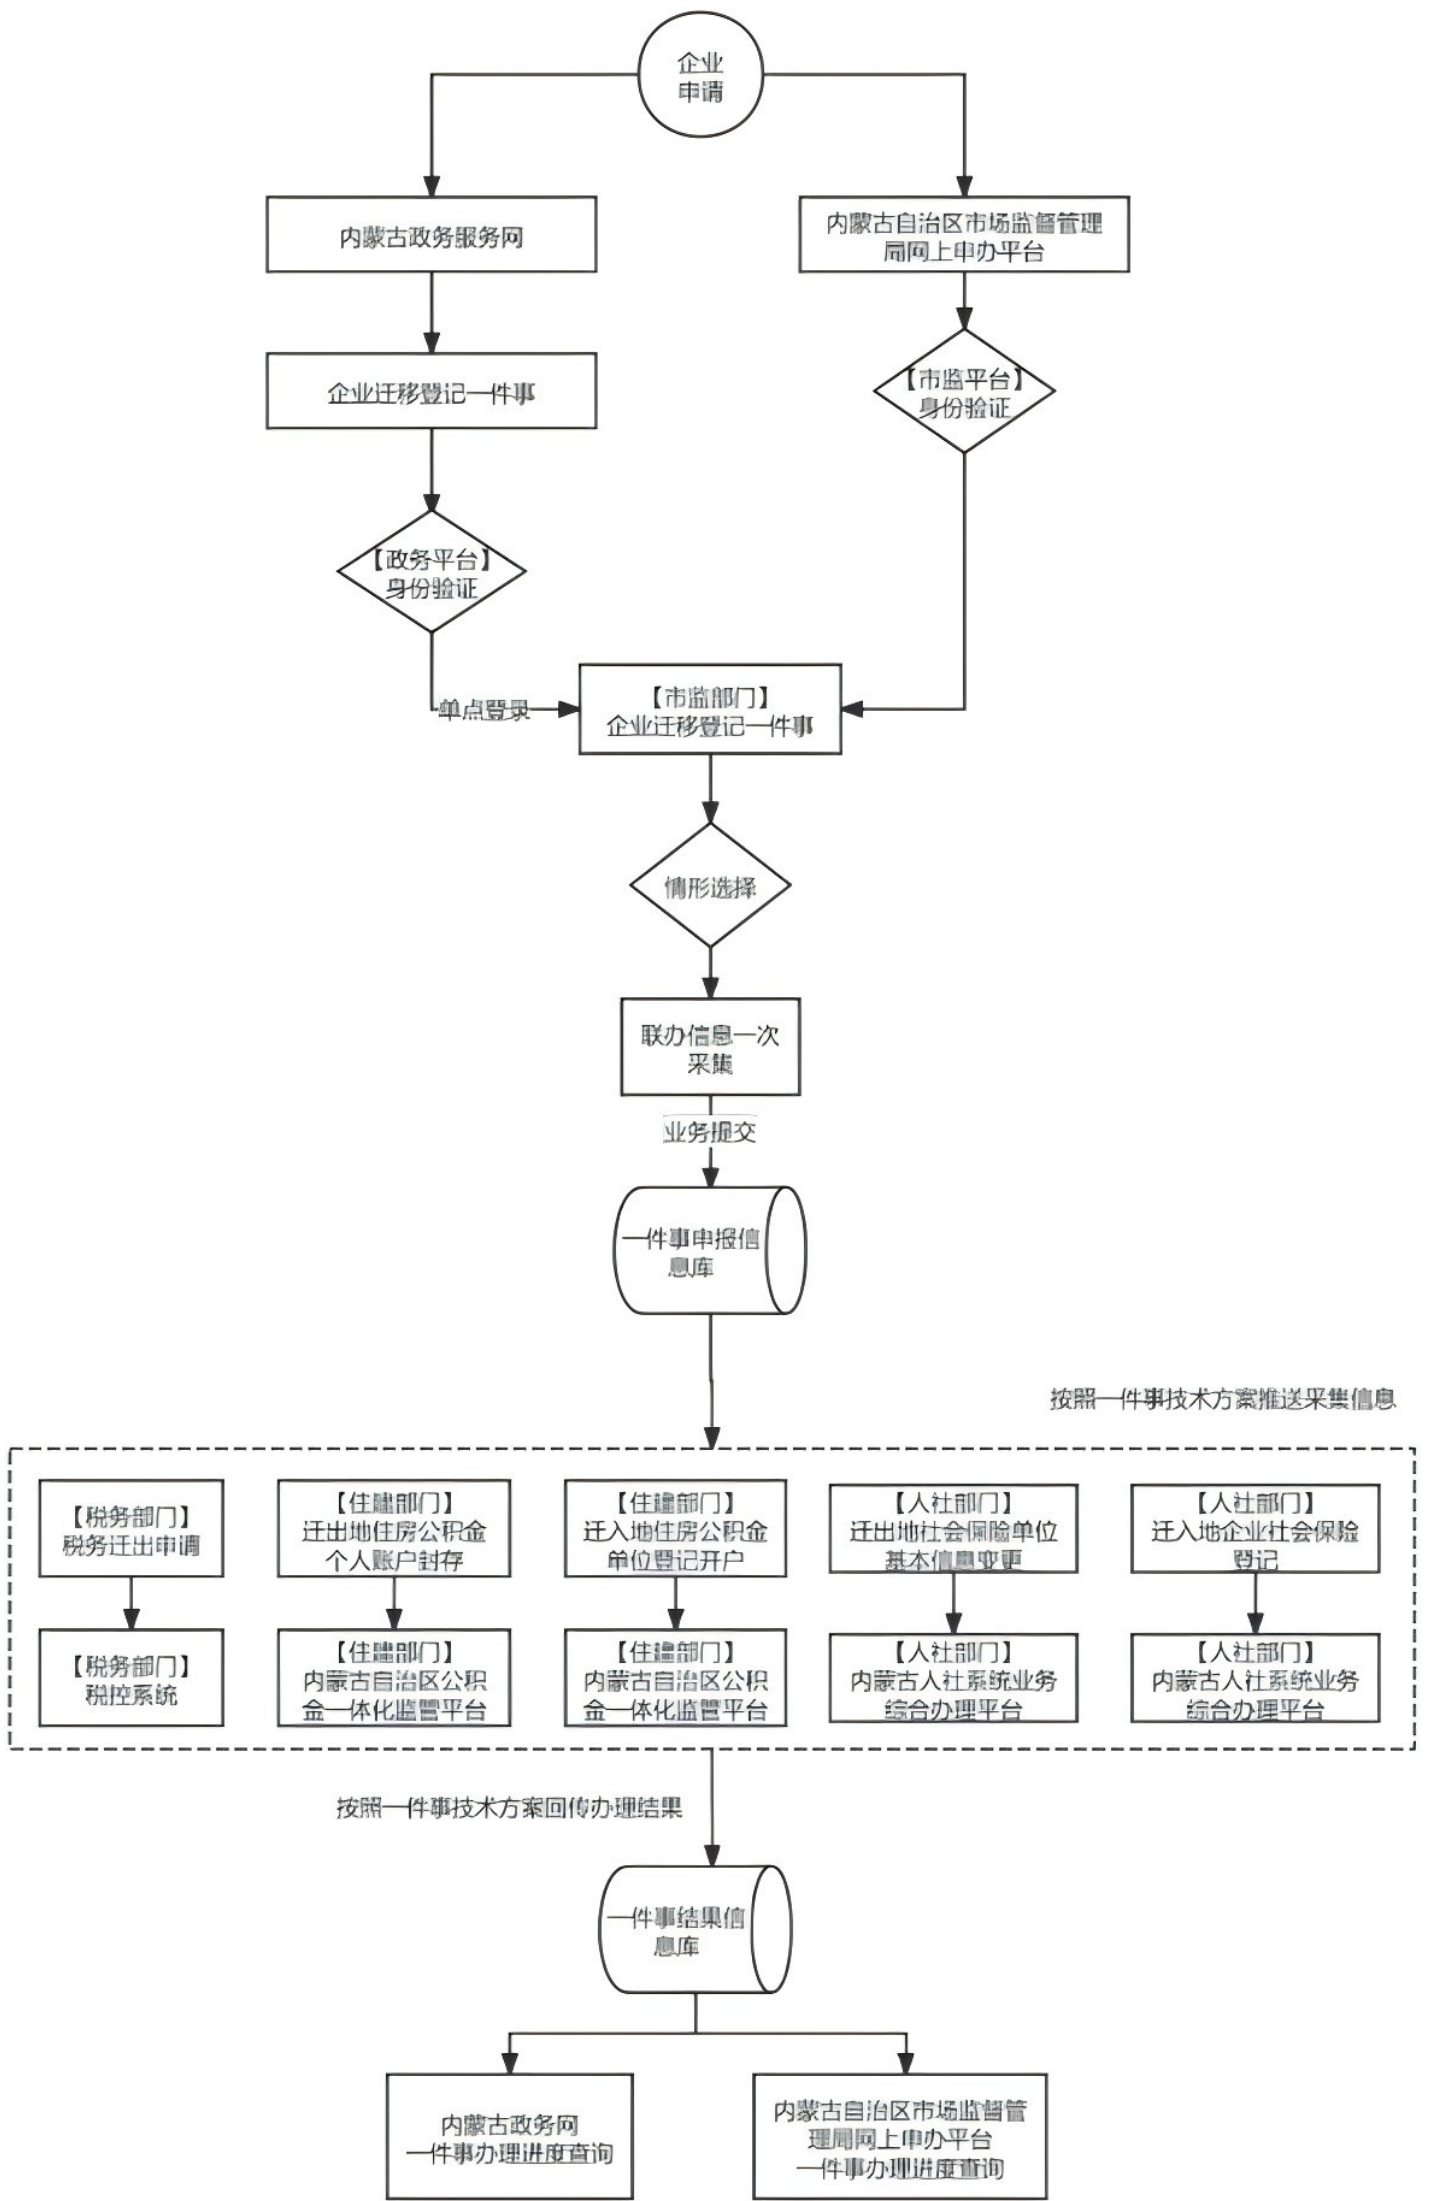 企业
申请
内蒙古政务服务网
内蒙古自治区市场监督管理
局网上申办平台
企业迁移登记一件事
【市监平台】
身份验证
【政务平台】
身份验证
单点登录
【市监部门】
企业迁移登记一件事
情形选择
联办信息一次
采集
业务提交
一件事申报信
息库
按照一件事技术方案推送采集信息
【税务部门】
税务迁出申请
【住建部门】
迁出地住房公积金
个人账户封存
【住建部门】
迁入地住房公积金
单位登记开户
【人社部门】
迁出地社会保险单位
基本信息变更
【人社部门】
迁入地企业社会保险
登记
【税务部门】
税控系统
【住建部门】
内蒙古自治区公积
金一体化监管平台
【住建部门】
内蒙古自治区公积
金一体化监管平台
【人社部门】
内蒙古人社系统业务
综合办理平台
【人社部门】
内蒙古人社系统业务
综合办理平台
按照一件事技术方案回传办理结果
一件事结果信
息库
内蒙古政务网
一件事办理进度查询
内蒙古自治区市场监督管
理局网上申办平台
一件事办理进度查询